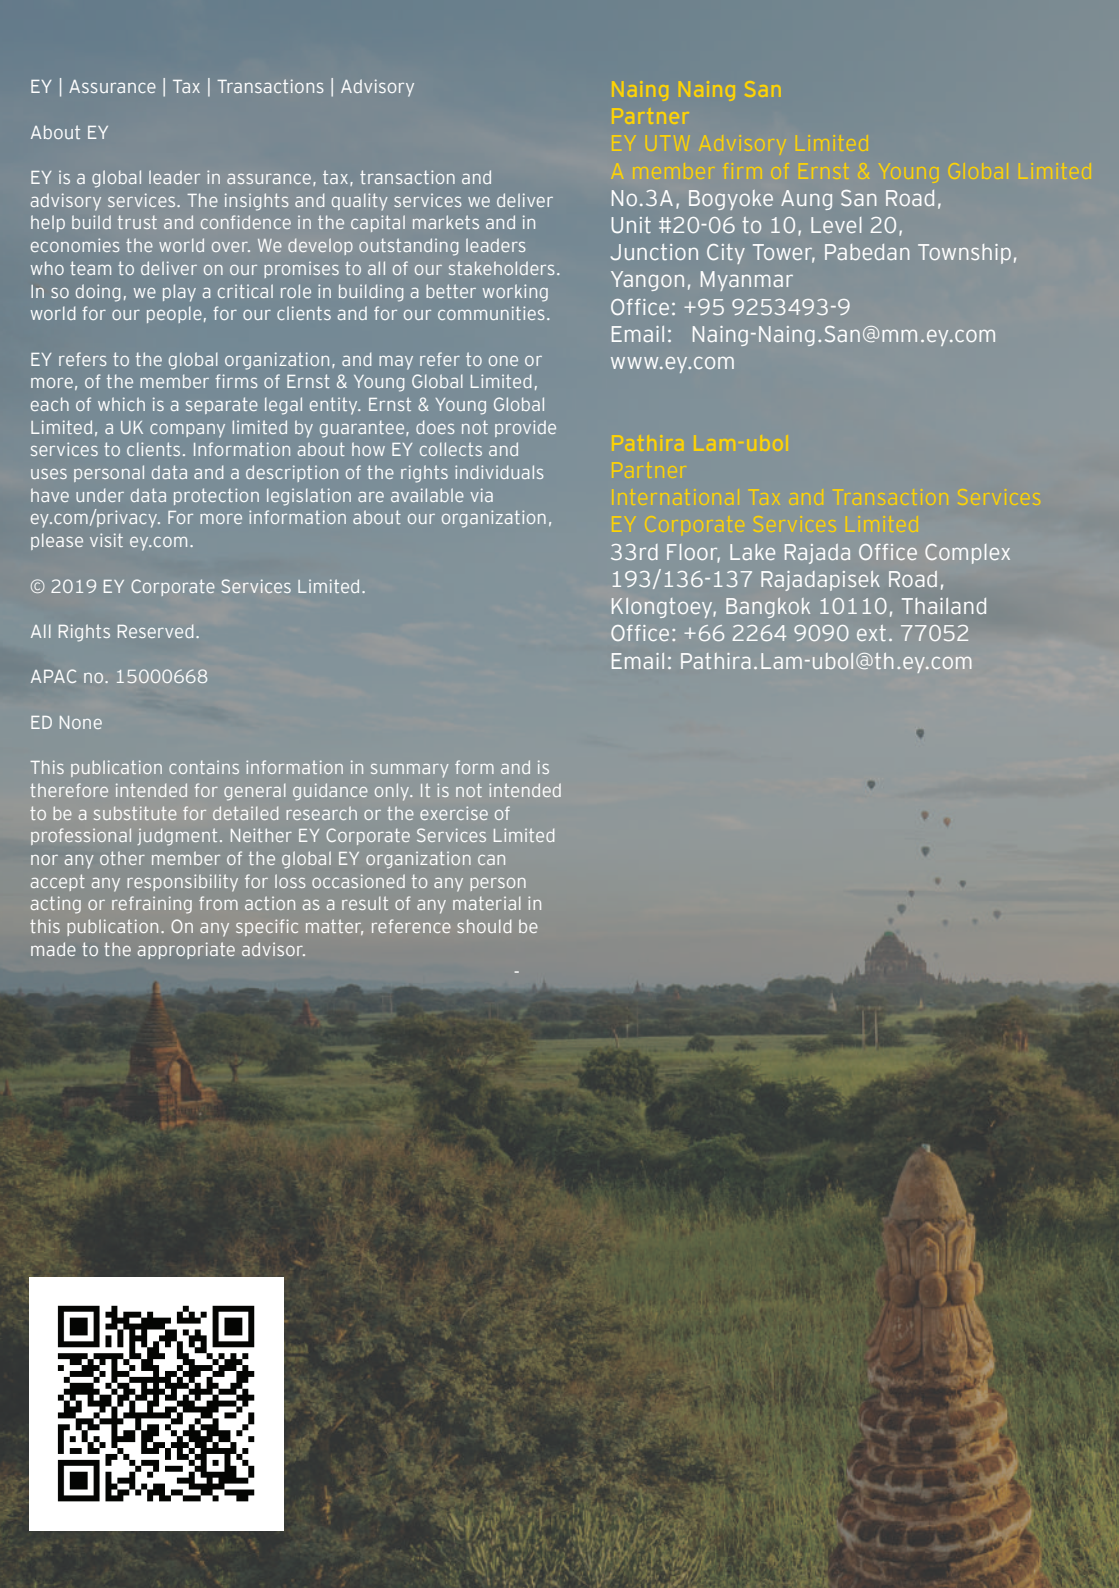 EY | Assurance | Tax | Transactions | Advisory
About EY
EY is a global leader in assurance, tax, transaction and
advisory services. The insights and quality services we deliver
help build trust and confidence in the capital markets and in
economies the world over. We develop outstanding leaders
who team to deliver on our promises to all of our stakeholders.
In so doing, we play a critical role in building a better working
world for our people, for our clients and for our communities.
EY refers to the global organization, and may refer to one or
more, of the member firms of Ernst & Young Global Limited,
each of which is a separate legal entity. Ernst & Young Global
Limited, a UK company limited by guarantee, does not provide
services to clients. Information about how EY collects and
uses personal data and a description of the rights individuals
have under data protection legislation are available via
ey.com/privacy. For more information about our organization,
please visit ey.com.
© 2019 EY Corporate Services Limited.
All Rights Reserved.
APAC no. 15000668
ED None
This publication contains information in summary form and is
therefore intended for general guidance only. It is not intended
to be a substitute for detailed research or the exercise of
professional judgment. Neither EY Corporate Services Limited
nor any other member of the global EY organization can
accept any responsibility for loss occasioned to any person
acting or refraining from action as a result of any material in
this publication. On any specific matter, reference should be
made to the appropriate advisor.
-
Naing Naing San
Partner
EY UTW Advisory Limited
A member firm of Ernst & Young Global Limited
No.3A, Bogyoke Aung San Road,
Unit #20-06 to 10, Level 20,
Junction City Tower, Pabedan Township,
Yangon, Myanmar
Office: +95 9253493-9
Email: Naing-Naing.San@mm.ey.com
www.ey.com
Pathira Lam-ubol
Partner
International Tax and Transaction Services
EY Corporate Services Limited
33rd Floor, Lake Rajada Office Complex
193/136-137 Rajadapisek Road,
Klongtoey, Bangkok 10110, Thailand
Office: +66 2264 9090 ext. 77052
Email: Pathira.Lam-ubol@th.ey.com